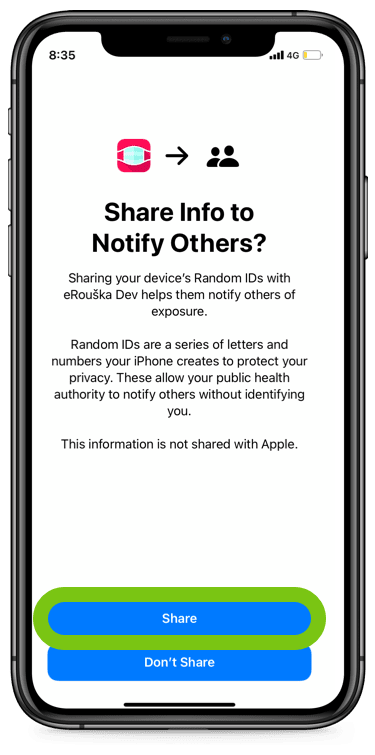 8:35
4G
Share Info to
Notify Others?
Sharing your device's Random IDs with
eRouška Dev helps them notify others of
exposure.
Random IDs are a series of letters and
numbers your iPhone creates to protect your
privacy. These allow your public health
authority to notify others without identifying
you.
This information is not shared with Apple.
Share
Don't Share